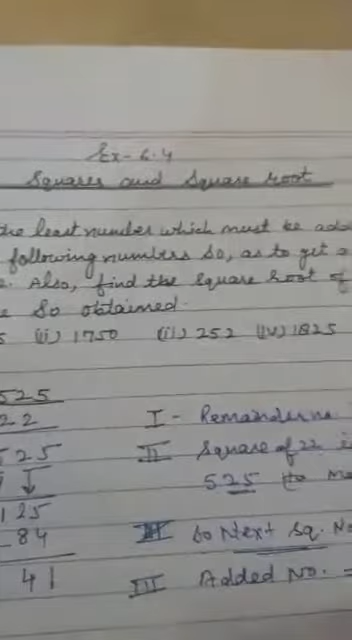 Ex-6.4
Squares and Square root
the least number which must be
following numbers so, as to get a
Also, find the square root of
so obtained.
(ii) 1750 (iii) 252 (iv) 1825
525
22 I - Remainder
525 II Square of 22
525 to
125
84 III So Next Sq. No
41 III Added No. =